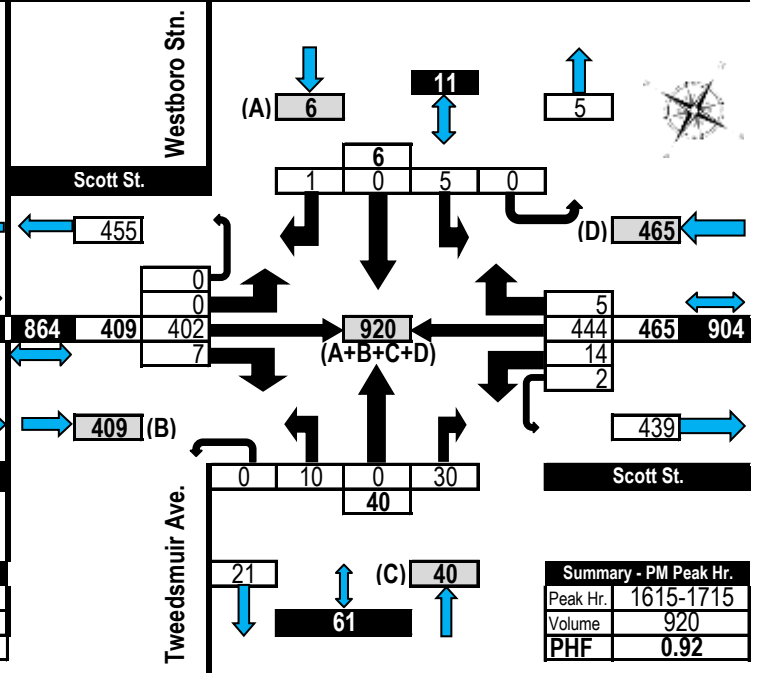 Westboro Stn.
(A) 6
11
5
6
1 0 5 0
Scott St.
455
(D) 465
0
0
864 409 402
7
920
(A+B+C+D)
5
444 465 904
14
2
409 (B)
439
0 10 0 30
40
Scott St.
Tweedsmuir Ave.
21
(C) 40
61
Summary - PM Peak Hr.
Peak Hr. 1615-1715
Volume 920
PHF 0.92